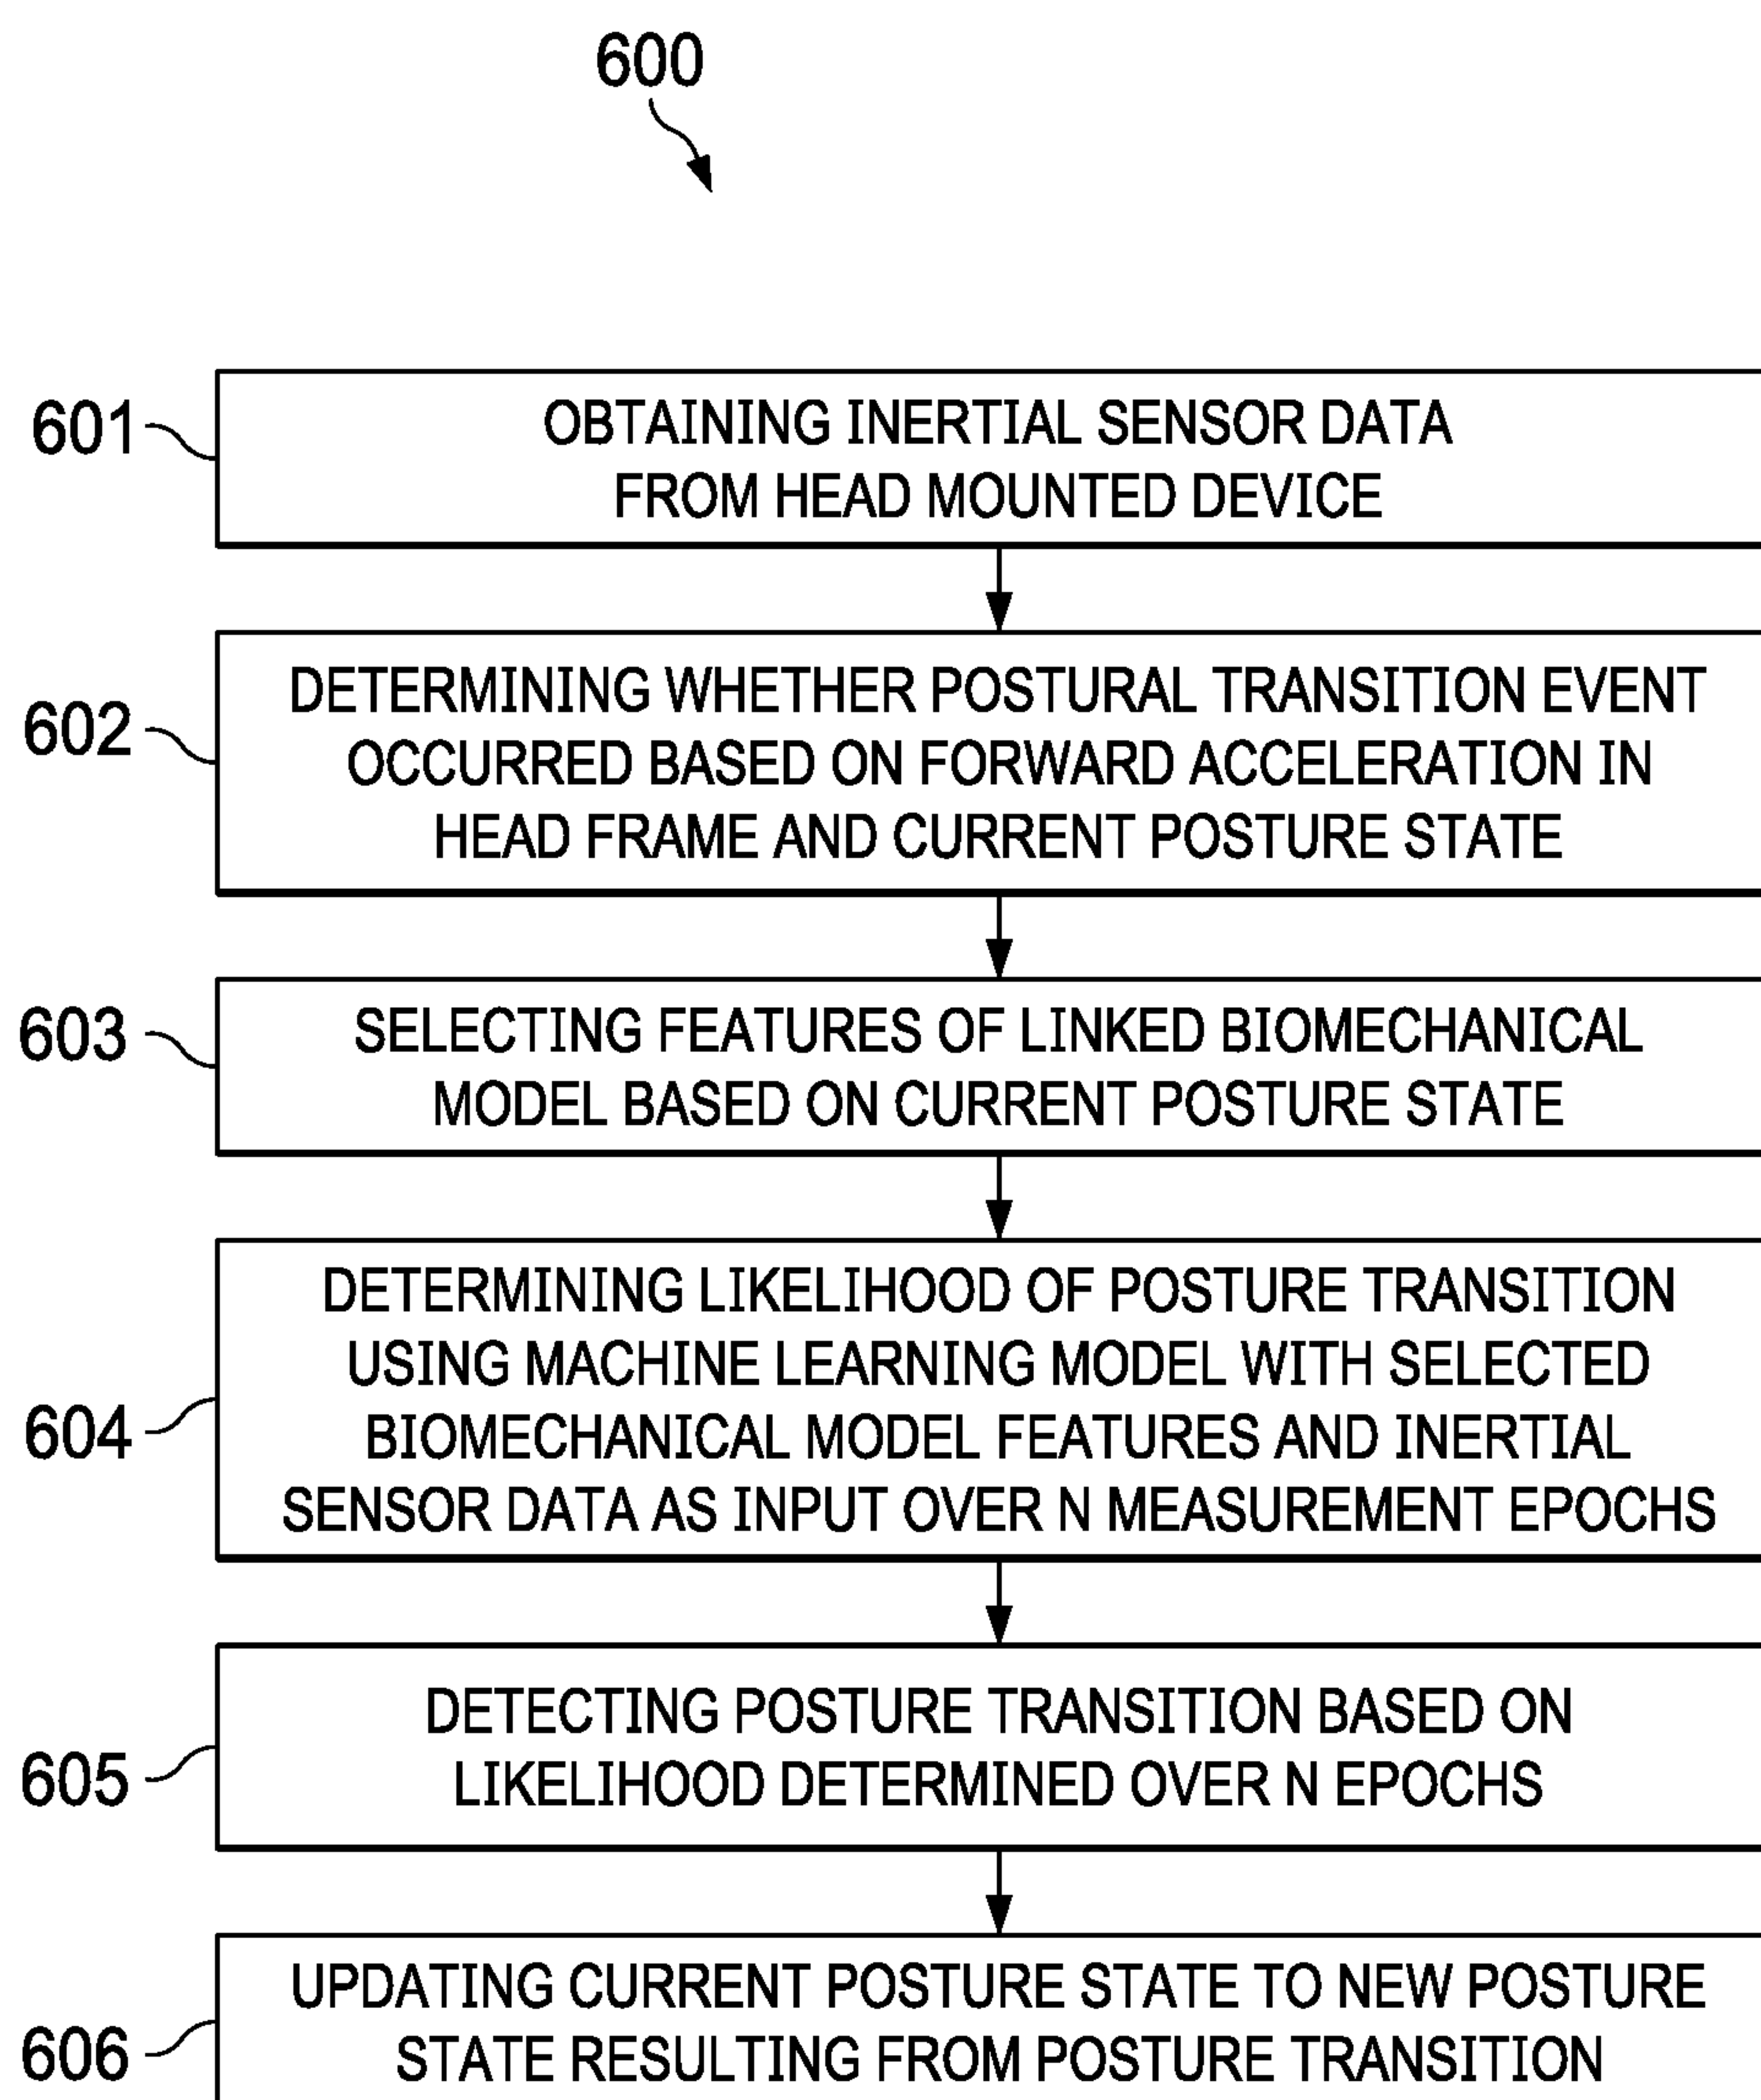 600
601
OBTAINING INERTIAL SENSOR DATA
FROM HEAD MOUNTED DEVICE
602
DETERMINING WHETHER POSTURAL TRANSITION EVENT
OCCURRED BASED ON FORWARD ACCELERATION IN
HEAD FRAME AND CURRENT POSTURE STATE
603
SELECTING FEATURES OF LINKED BIOMECHANICAL
MODEL BASED ON CURRENT POSTURE STATE
604
DETERMINING LIKELIHOOD OF POSTURE TRANSITION
USING MACHINE LEARNING MODEL WITH SELECTED
BIOMECHANICAL MODEL FEATURES AND INERTIAL
SENSOR DATA AS INPUT OVER N MEASUREMENT EPOCHS
605
DETECTING POSTURE TRANSITION BASED ON
LIKELIHOOD DETERMINED OVER N EPOCHS
606
UPDATING CURRENT POSTURE STATE TO NEW POSTURE
STATE RESULTING FROM POSTURE TRANSITION